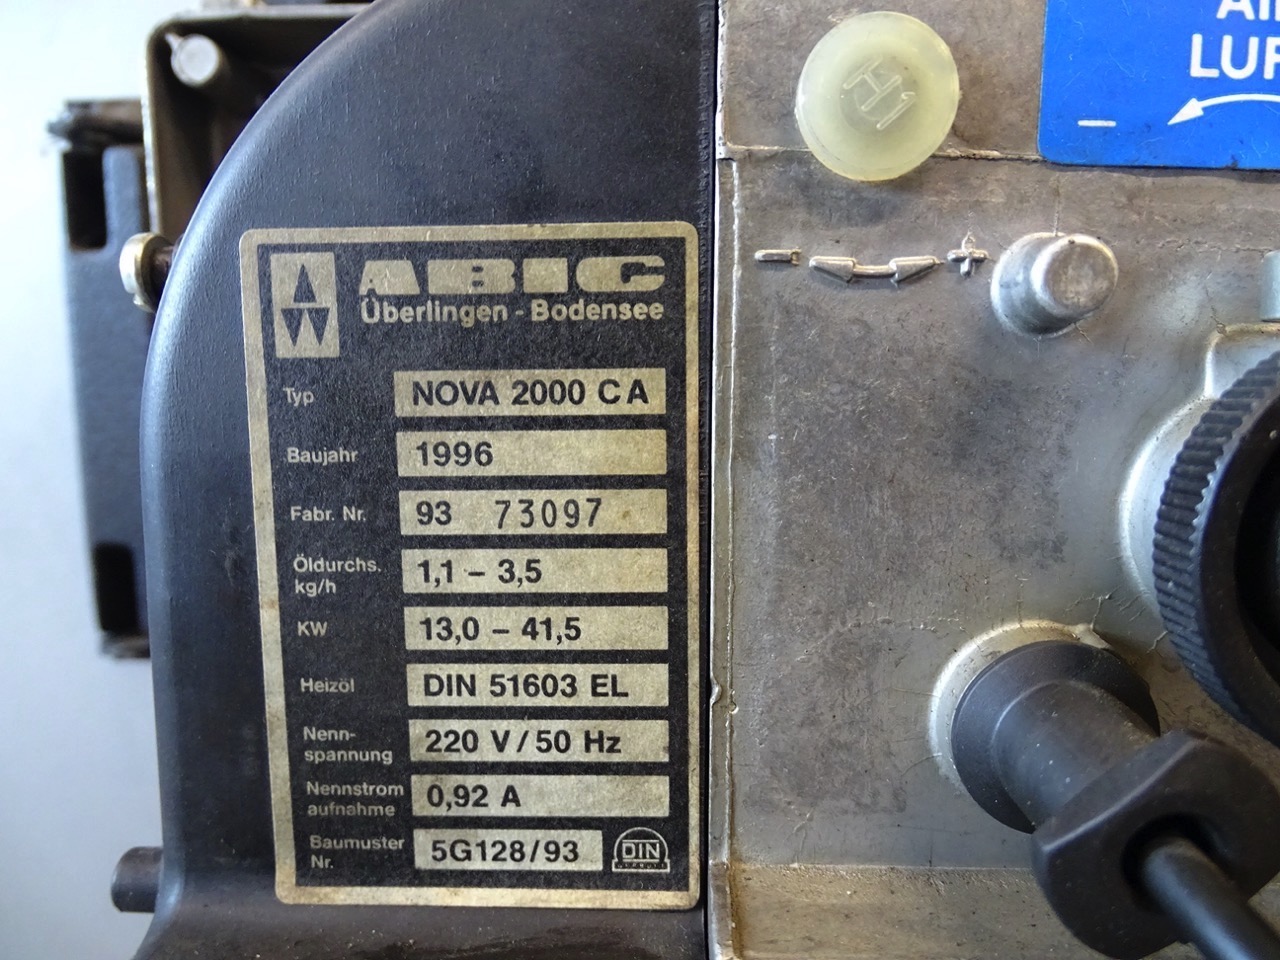 ABIC
Überlingen - Bodensee
Typ NOVA 2000 CA
Baujahr 1996
Fabr. Nr. 93 73097
Öldurchs. kg/h 1,1 – 3,5
KW 13,0 – 41,5
Heizöl DIN 51603 EL
Nenn-
spannung 220 V / 50 Hz
Nennstrom
aufnahme 0,92 A
Baumuster
Nr. 5G128/93
DIN
H1
– +
–